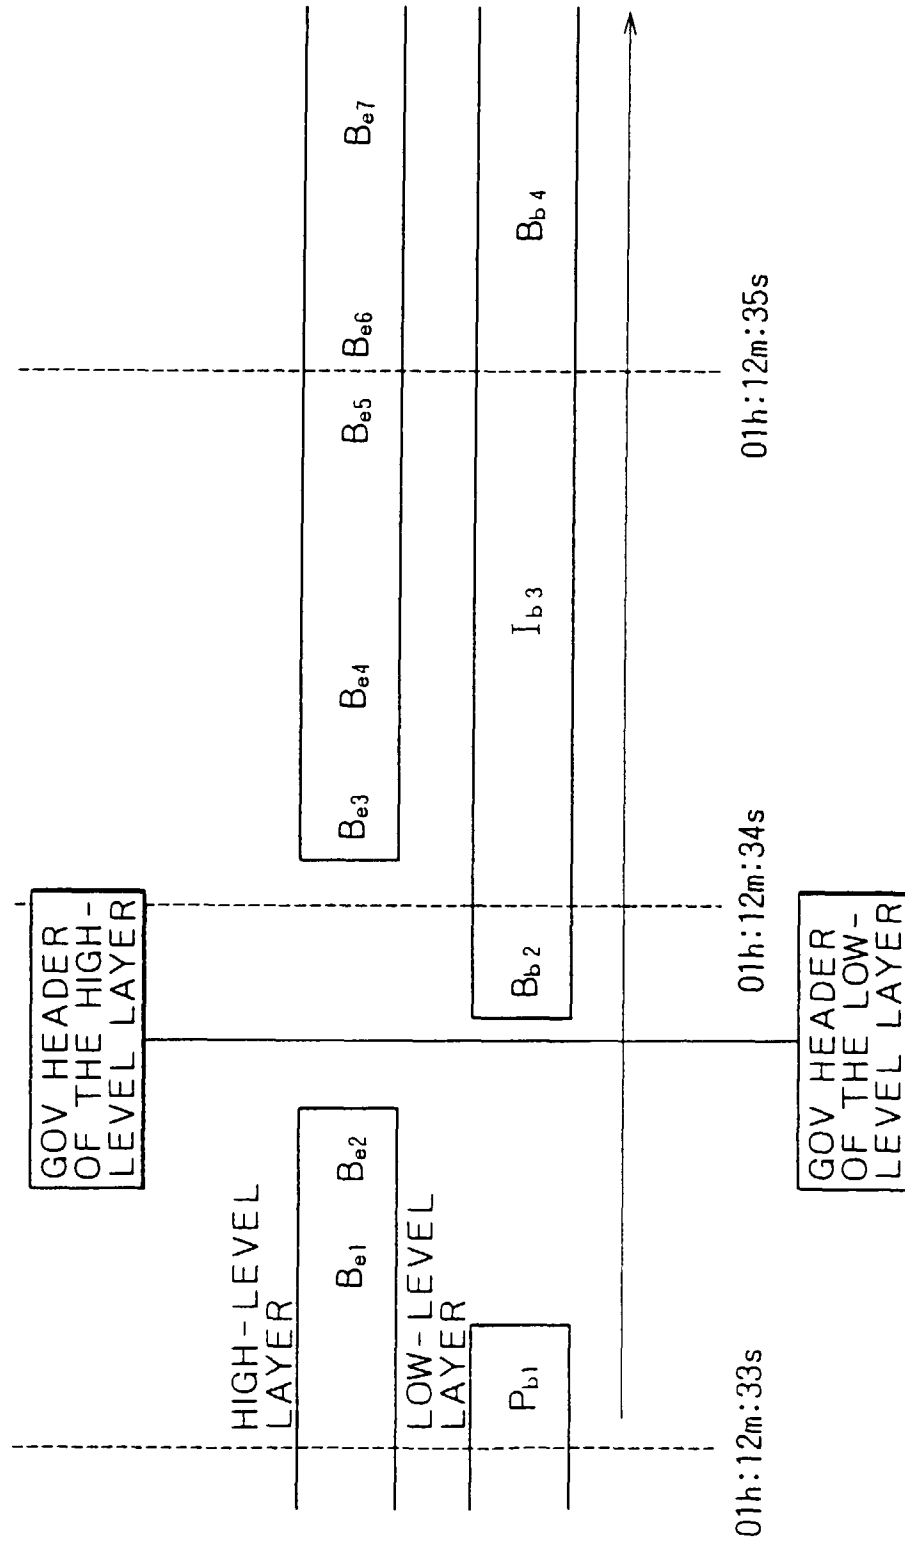 GOV HEADER
OF THE HIGH-
LEVEL LAYER
HIGH-LEVEL
LAYER
Be1 Be2 Be3 Be4 Be5 Be6 Be7
LOW-LEVEL
LAYER
Pb1 Bb2 Ib3 Bb4
01h:12m:33s 01h:12m:34s 01h:12m:35s
GOV HEADER
OF THE LOW-
LEVEL LAYER